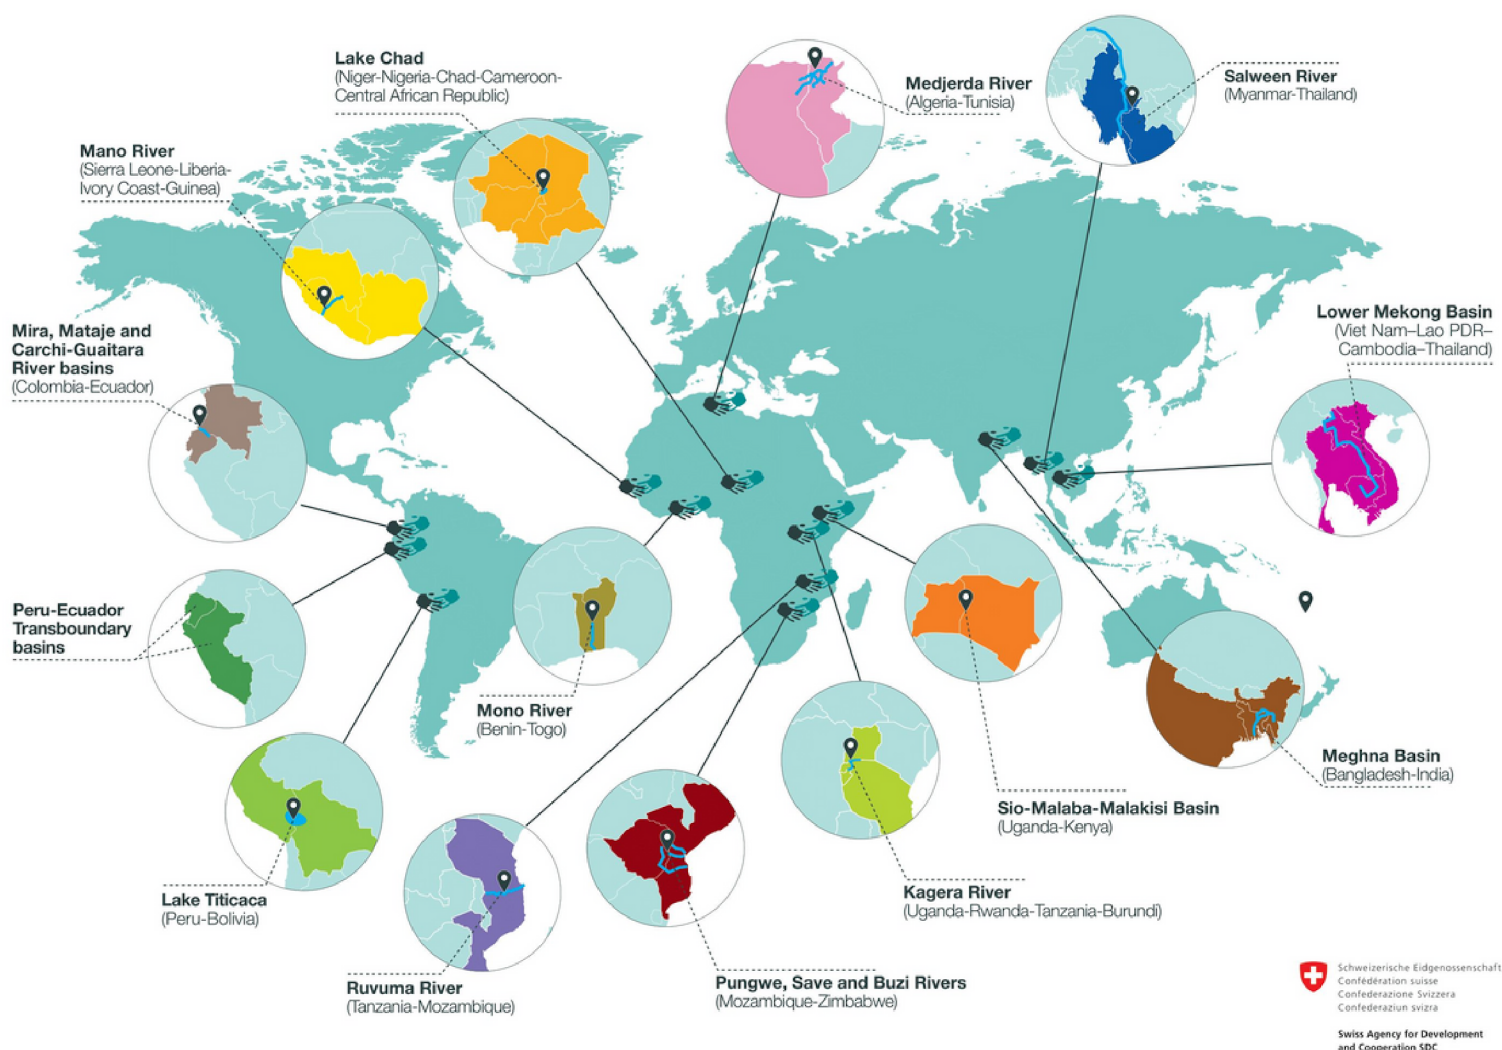 Lake Chad
(Niger-Nigeria-Chad-Cameroon-
Central African Republic)
Medjerda River
(Algeria-Tunisia)
Salween River
(Myanmar-Thailand)
Mano River
(Sierra Leone-Liberia-
Ivory Coast-Guinea)
Lower Mekong Basin
(Viet Nam–Lao PDR–
Cambodia–Thailand)
Mira, Mataje and
Carchi-Guaitara
River basins
(Colombia-Ecuador)
Peru-Ecuador
Transboundary
basins
Mono River
(Benin-Togo)
Meghna Basin
(Bangladesh-India)
Sio-Malaba-Malakisi Basin
(Uganda-Kenya)
Lake Titicaca
(Peru-Bolivia)
Kagera River
(Uganda-Rwanda-Tanzania-Burundi)
Ruvuma River
(Tanzania-Mozambique)
Pungwe, Save and Buzi Rivers
(Mozambique-Zimbabwe)
Schweizerische Eidgenossenschaft
Confédération suisse
Confederazione Svizzera
Confederaziun svizra
Swiss Agency for Development
and Cooperation SDC